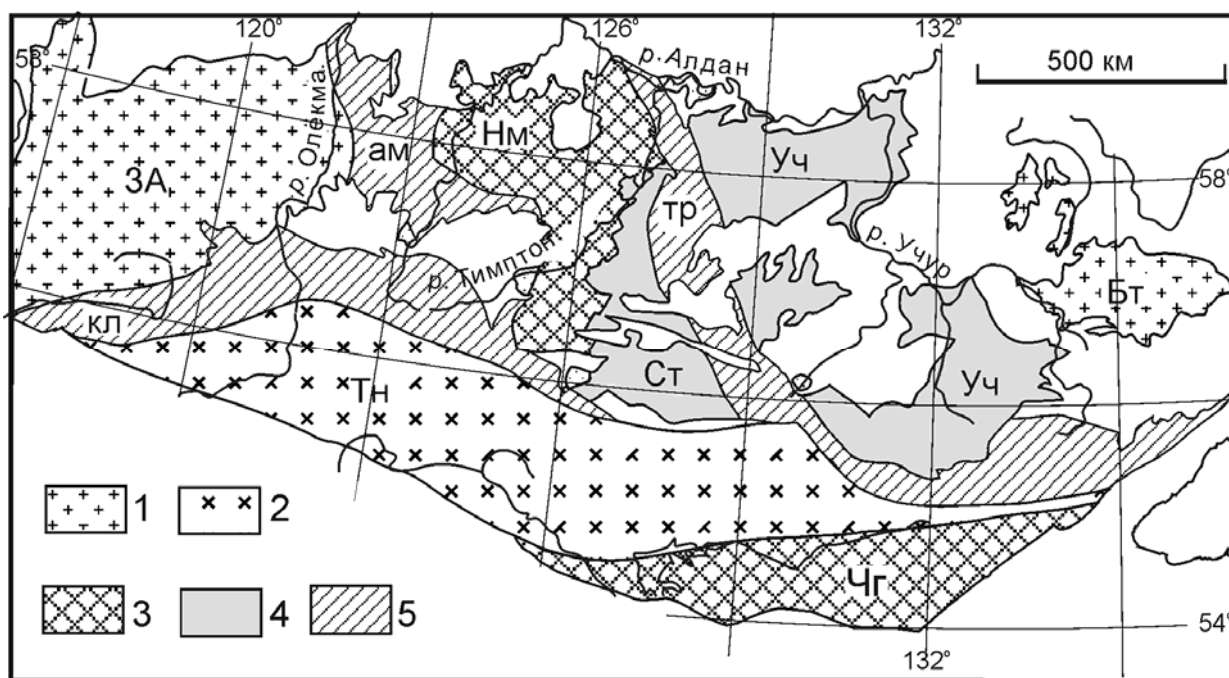 120° 126° 132°
58°
500 км
р. Алдан
р. Олекма
Нм
Уч
ам
ЗА
58°
тр
р. Учур
р. Тимптон
Бт
кл
Ст
Уч
Тн
1 2
Чг
3 4 5
54°
132°